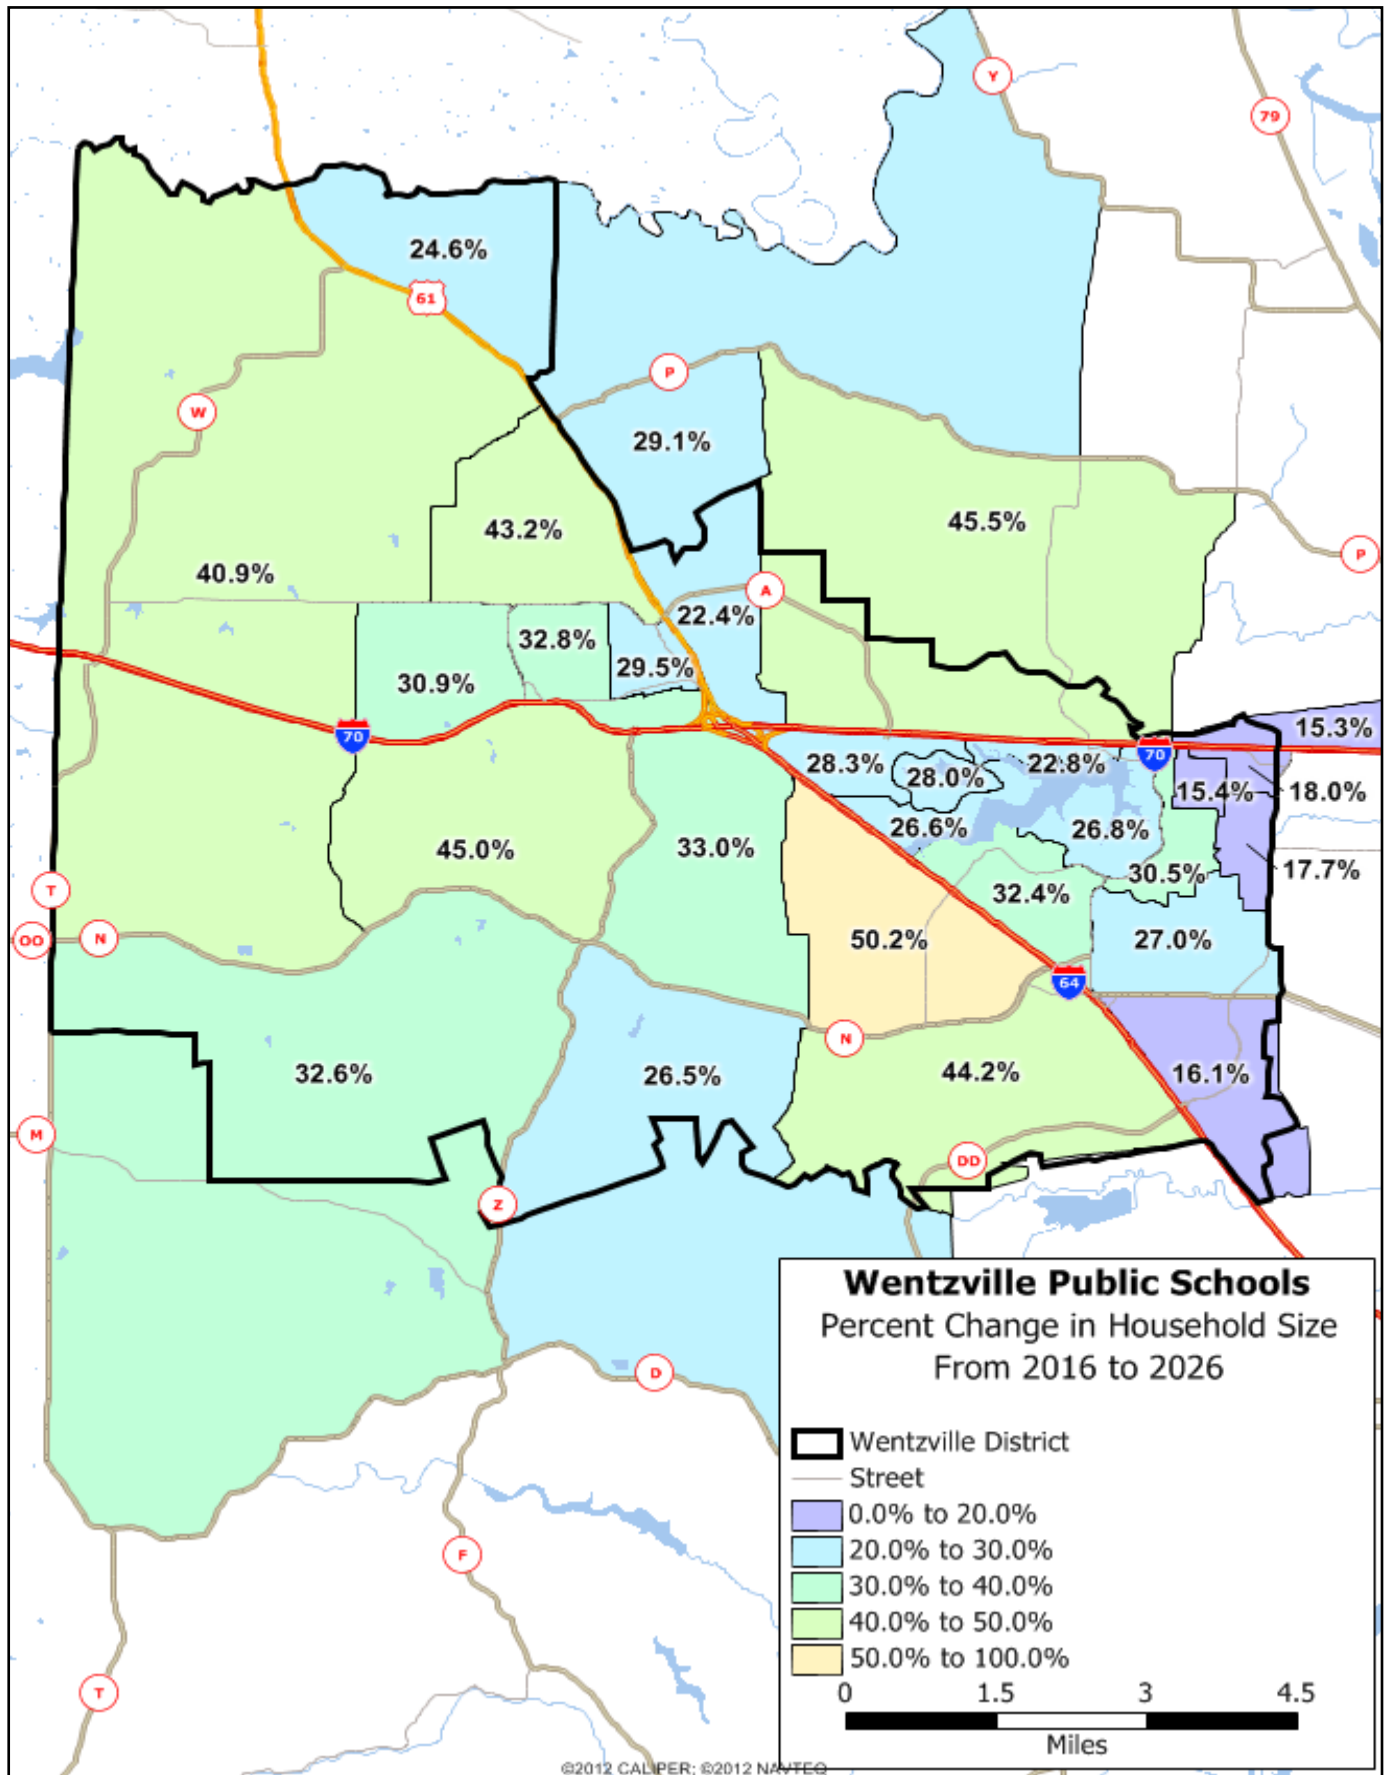 Y
79
24.6%
61
P
W
29.1%
45.5%
43.2%
P
40.9%
A
22.4%
32.8%
29.5%
30.9%
15.3%
70
70
28.3%
28.0%
22.8%
15.4%
18.0%
26.6%
26.8%
45.0%
33.0%
30.5%
17.7%
T
32.4%
OO
N
50.2%
27.0%
64
N
32.6%
26.5%
44.2%
16.1%
M
DD
Z
Wentzville Public Schools
Percent Change in Household Size
From 2016 to 2026
D
Wentzville District
Street
0.0% to 20.0%
20.0% to 30.0%
F
30.0% to 40.0%
40.0% to 50.0%
50.0% to 100.0%
T
0 1.5 3 4.5
Miles
©2012 CALIPER; ©2012 NAVTEQ